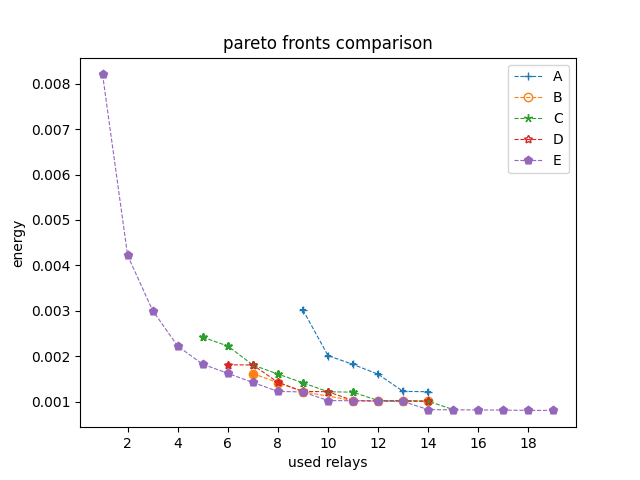 pareto fronts comparison
A
B
C
D
E
0.008
0.007
0.006
0.005
0.004
0.003
0.002
0.001
energy
2 4 6 8 10 12 14 16 18
used relays